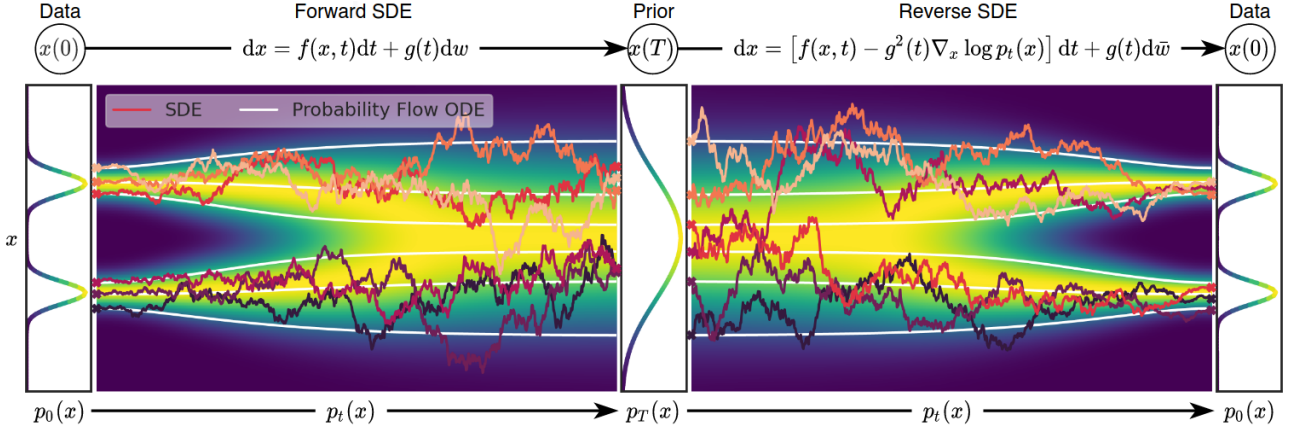 Data Forward SDE Prior Reverse SDE Data
x(0) dx = f(x, t)dt + g(t)dw x(T) dx = [f(x, t) − g²(t)∇ₓ log pₜ(x)] dt + g(t)dw̄ x(0)
SDE Probability Flow ODE
x
p₀(x) pₜ(x) p_T(x) pₜ(x) p₀(x)